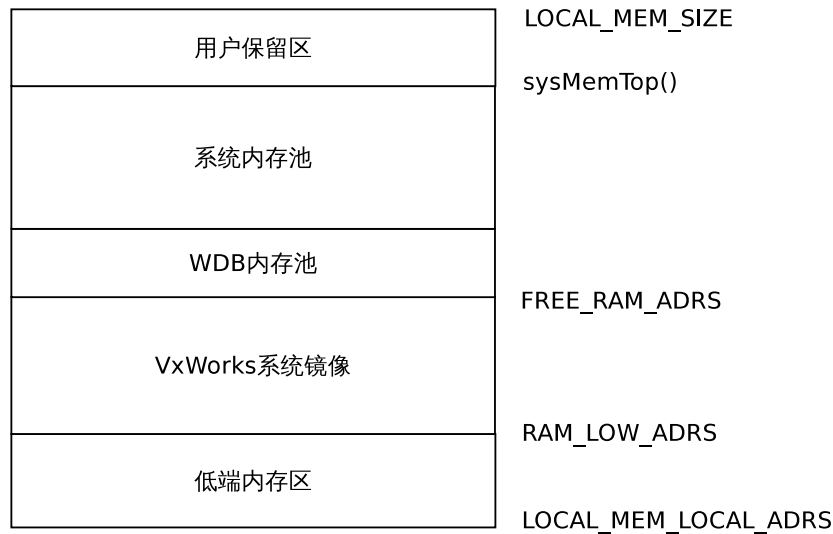 LOCAL_MEM_SIZE
用户保留区
sysMemTop()
系统内存池
WDB内存池
FREE_RAM_ADRS
VxWorks系统镜像
RAM_LOW_ADRS
低端内存区
LOCAL_MEM_LOCAL_ADRS